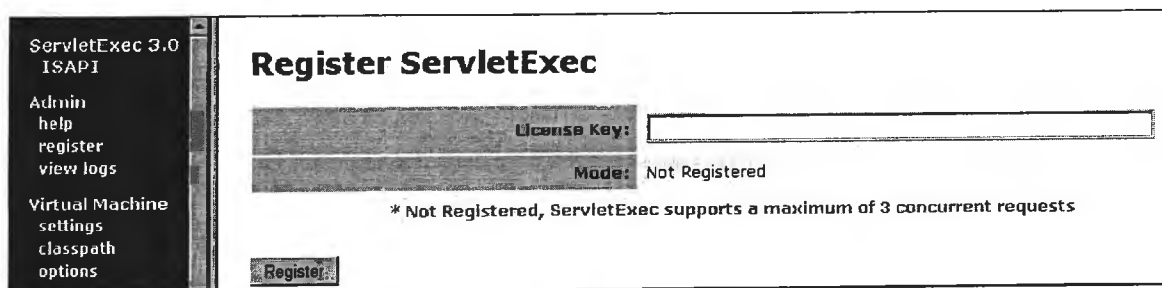 ServletExec 3.0
ISAPI
Admin
help
register
view logs
Virtual Machine
settings
classpath
options
Register ServletExec
License Key:
Mode: Not Registered
* Not Registered, ServletExec supports a maximum of 3 concurrent requests
Register